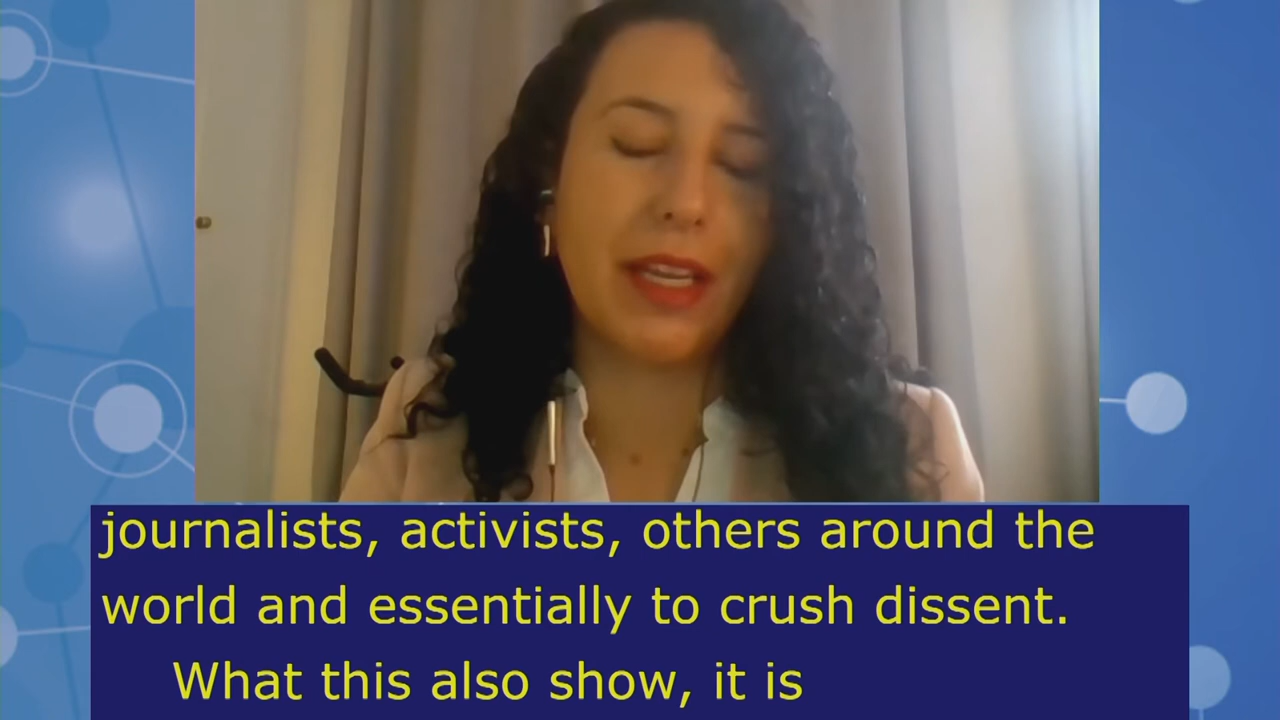 journalists, activists, others around the
world and essentially to crush dissent.
What this also show, it is